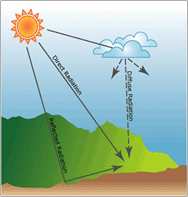 Direct Radiation
Diffuse Radiation
Reflected Radiation